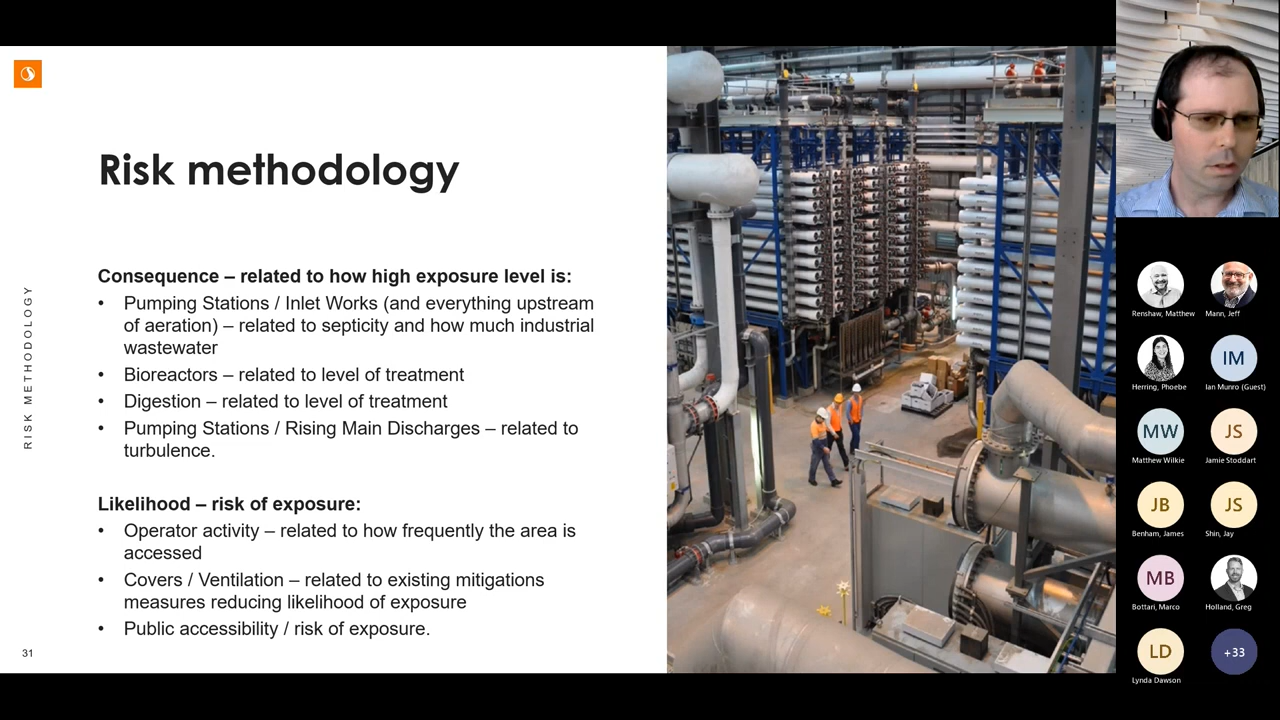 Risk methodology
RISK METHODOLOGY
Consequence – related to how high exposure level is:
• Pumping Stations / Inlet Works (and everything upstream
of aeration) – related to septicity and how much industrial
wastewater
• Bioreactors – related to level of treatment
• Digestion – related to level of treatment
• Pumping Stations / Rising Main Discharges – related to
turbulence.
Likelihood – risk of exposure:
• Operator activity – related to how frequently the area is
accessed
• Covers / Ventilation – related to existing mitigations
measures reducing likelihood of exposure
• Public accessibility / risk of exposure.
31
Renshaw, Matthew
Mann, Jeff
Herring, Phoebe
IM
Ian Munro (Guest)
MW
Matthew Wilkie
JS
Jamie Stoddart
JB
Benham, James
JS
Shin, Jay
MB
Bottari, Marco
Holland, Greg
LD
Lynda Dawson
+33